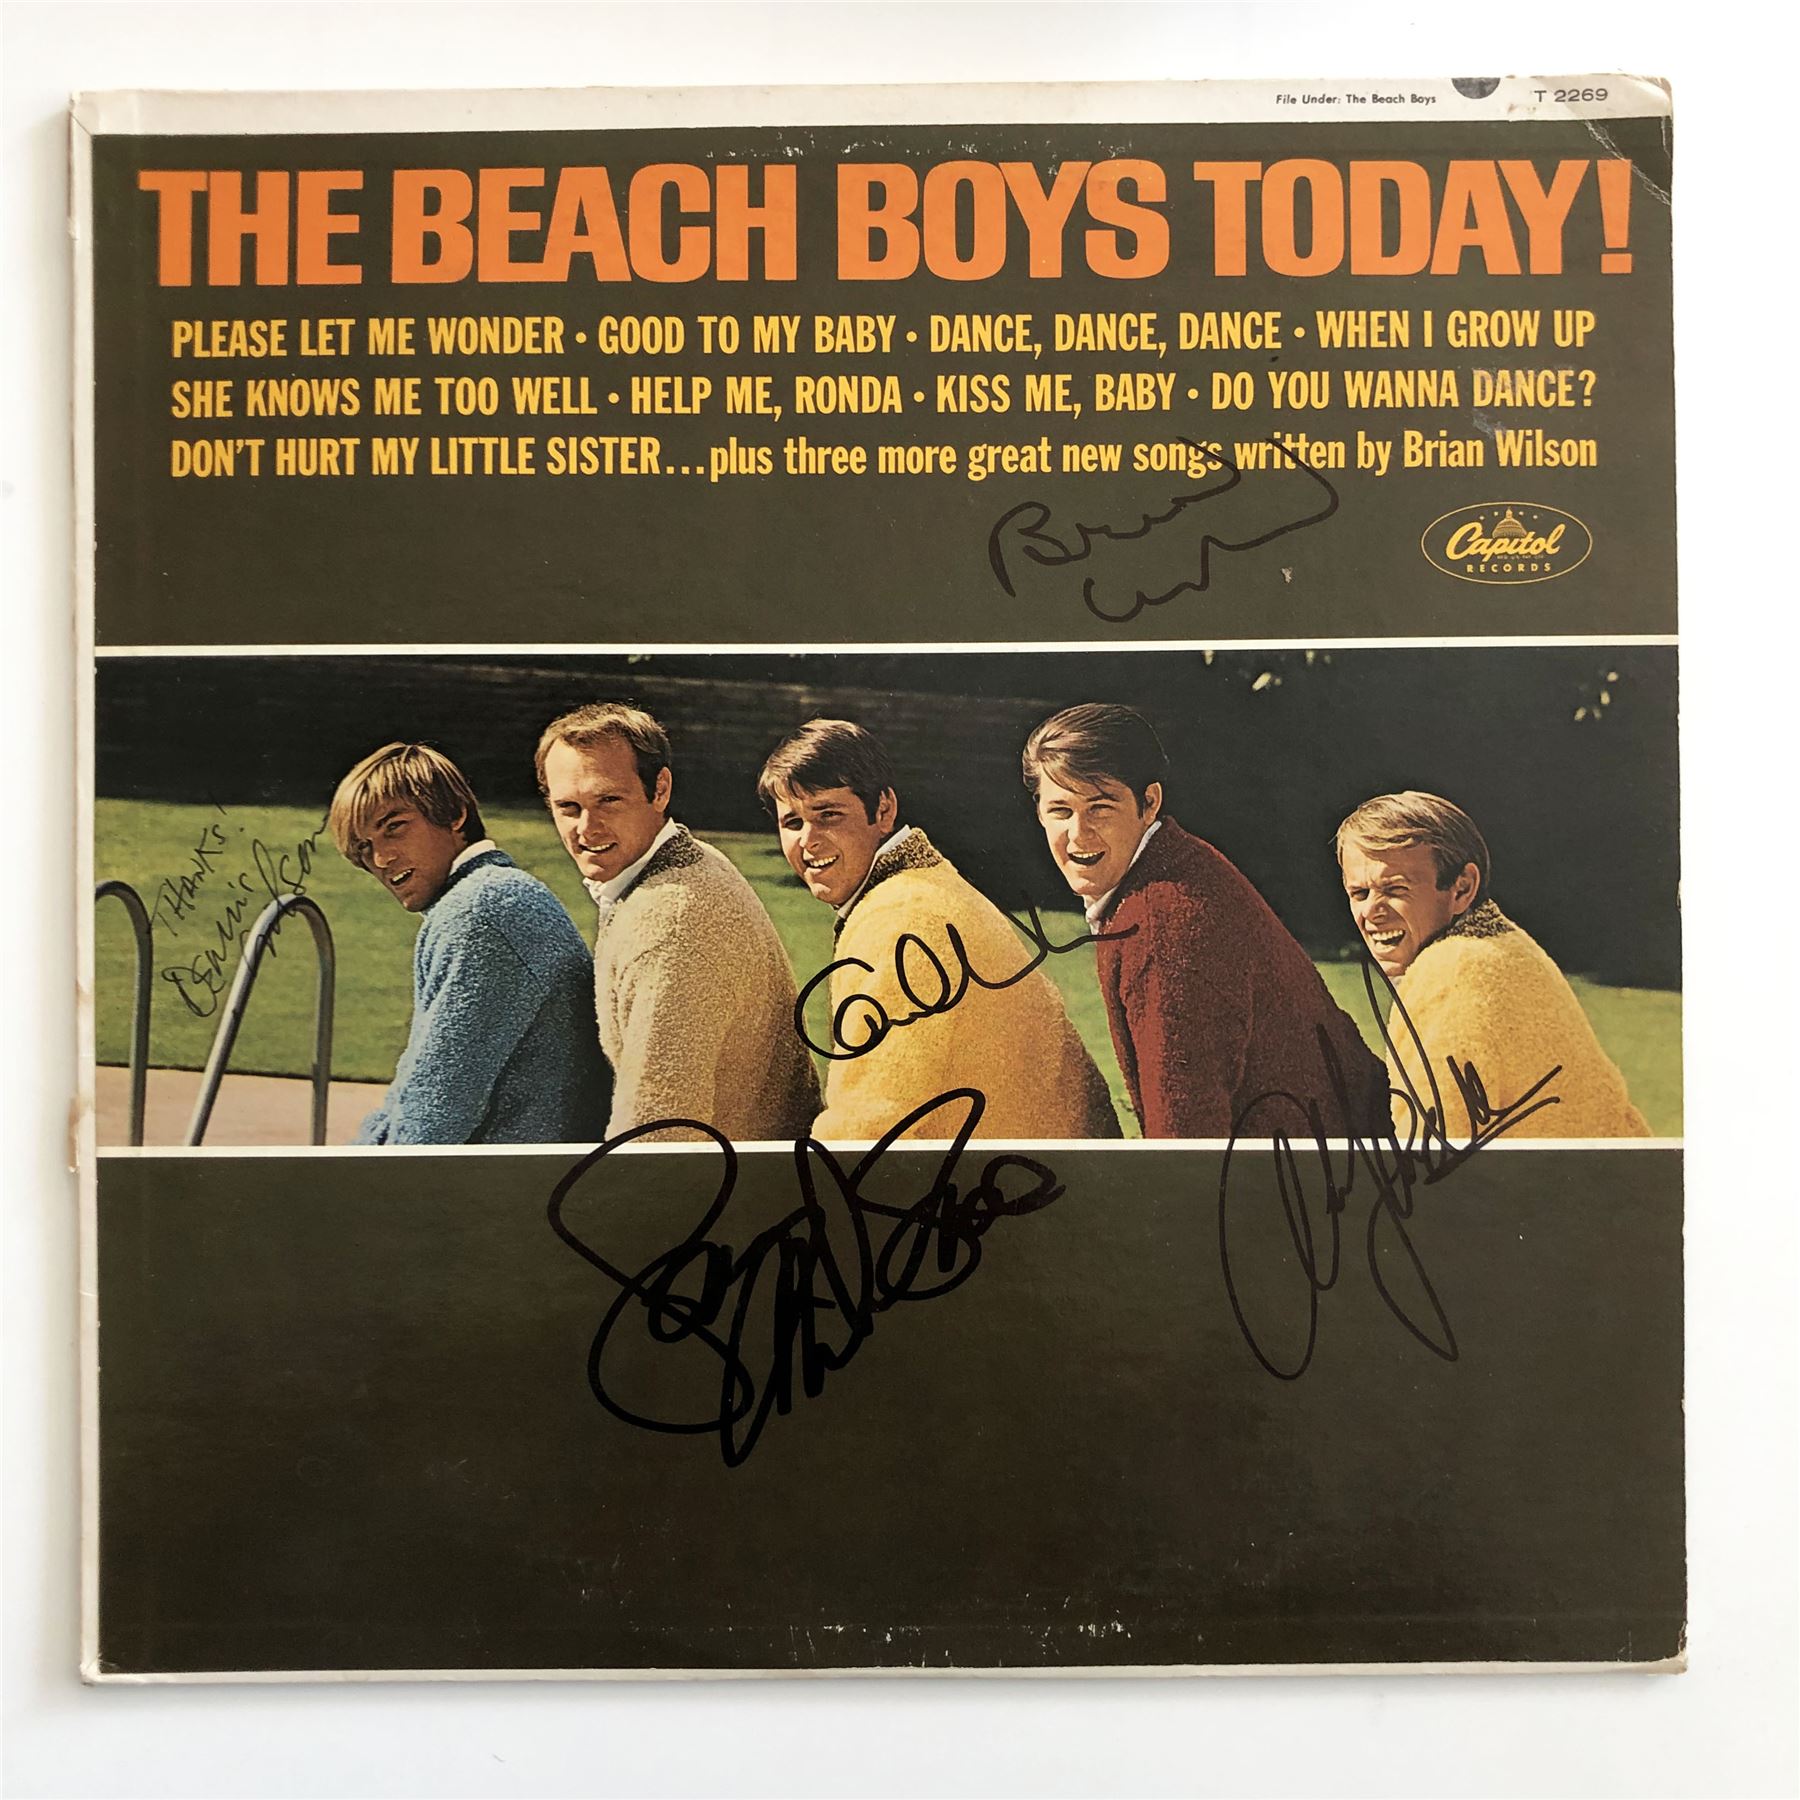 File Under: The Beach Boys
T 2269
THE BEACH BOYS TODAY!
PLEASE LET ME WONDER • GOOD TO MY BABY • DANCE, DANCE, DANCE • WHEN I GROW UP
SHE KNOWS ME TOO WELL • HELP ME, RONDA • KISS ME, BABY • DO YOU WANNA DANCE?
DON'T HURT MY LITTLE SISTER...plus three more great new songs written by Brian Wilson
Brian
Capitol
RECORDS
THANKS!
Dennis
Wilson